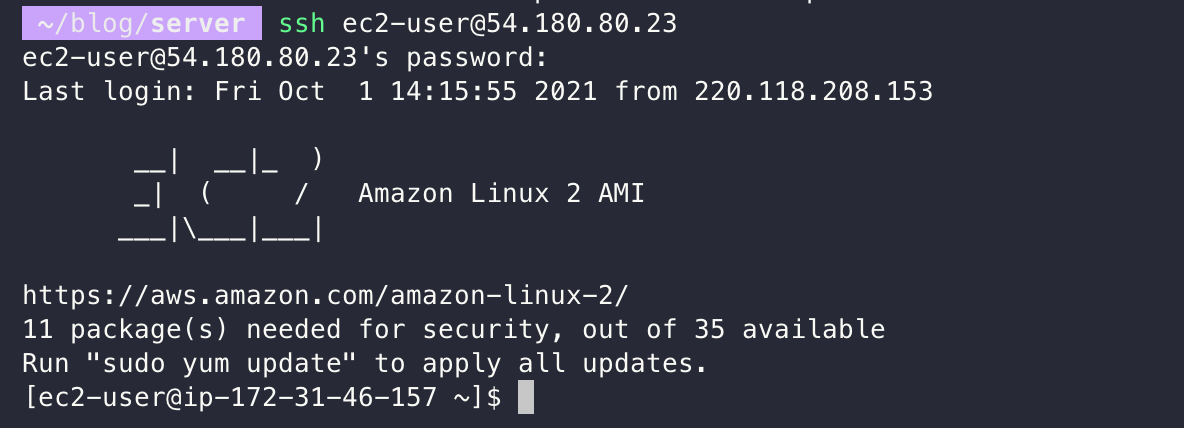 ~/blog/server ssh ec2-user@54.180.80.23
ec2-user@54.180.80.23's password:
Last login: Fri Oct  1 14:15:55 2021 from 220.118.208.153

       __|  __|_  )
       _|  (     /   Amazon Linux 2 AMI
      ___|\___|___|

https://aws.amazon.com/amazon-linux-2/
11 package(s) needed for security, out of 35 available
Run "sudo yum update" to apply all updates.
[ec2-user@ip-172-31-46-157 ~]$